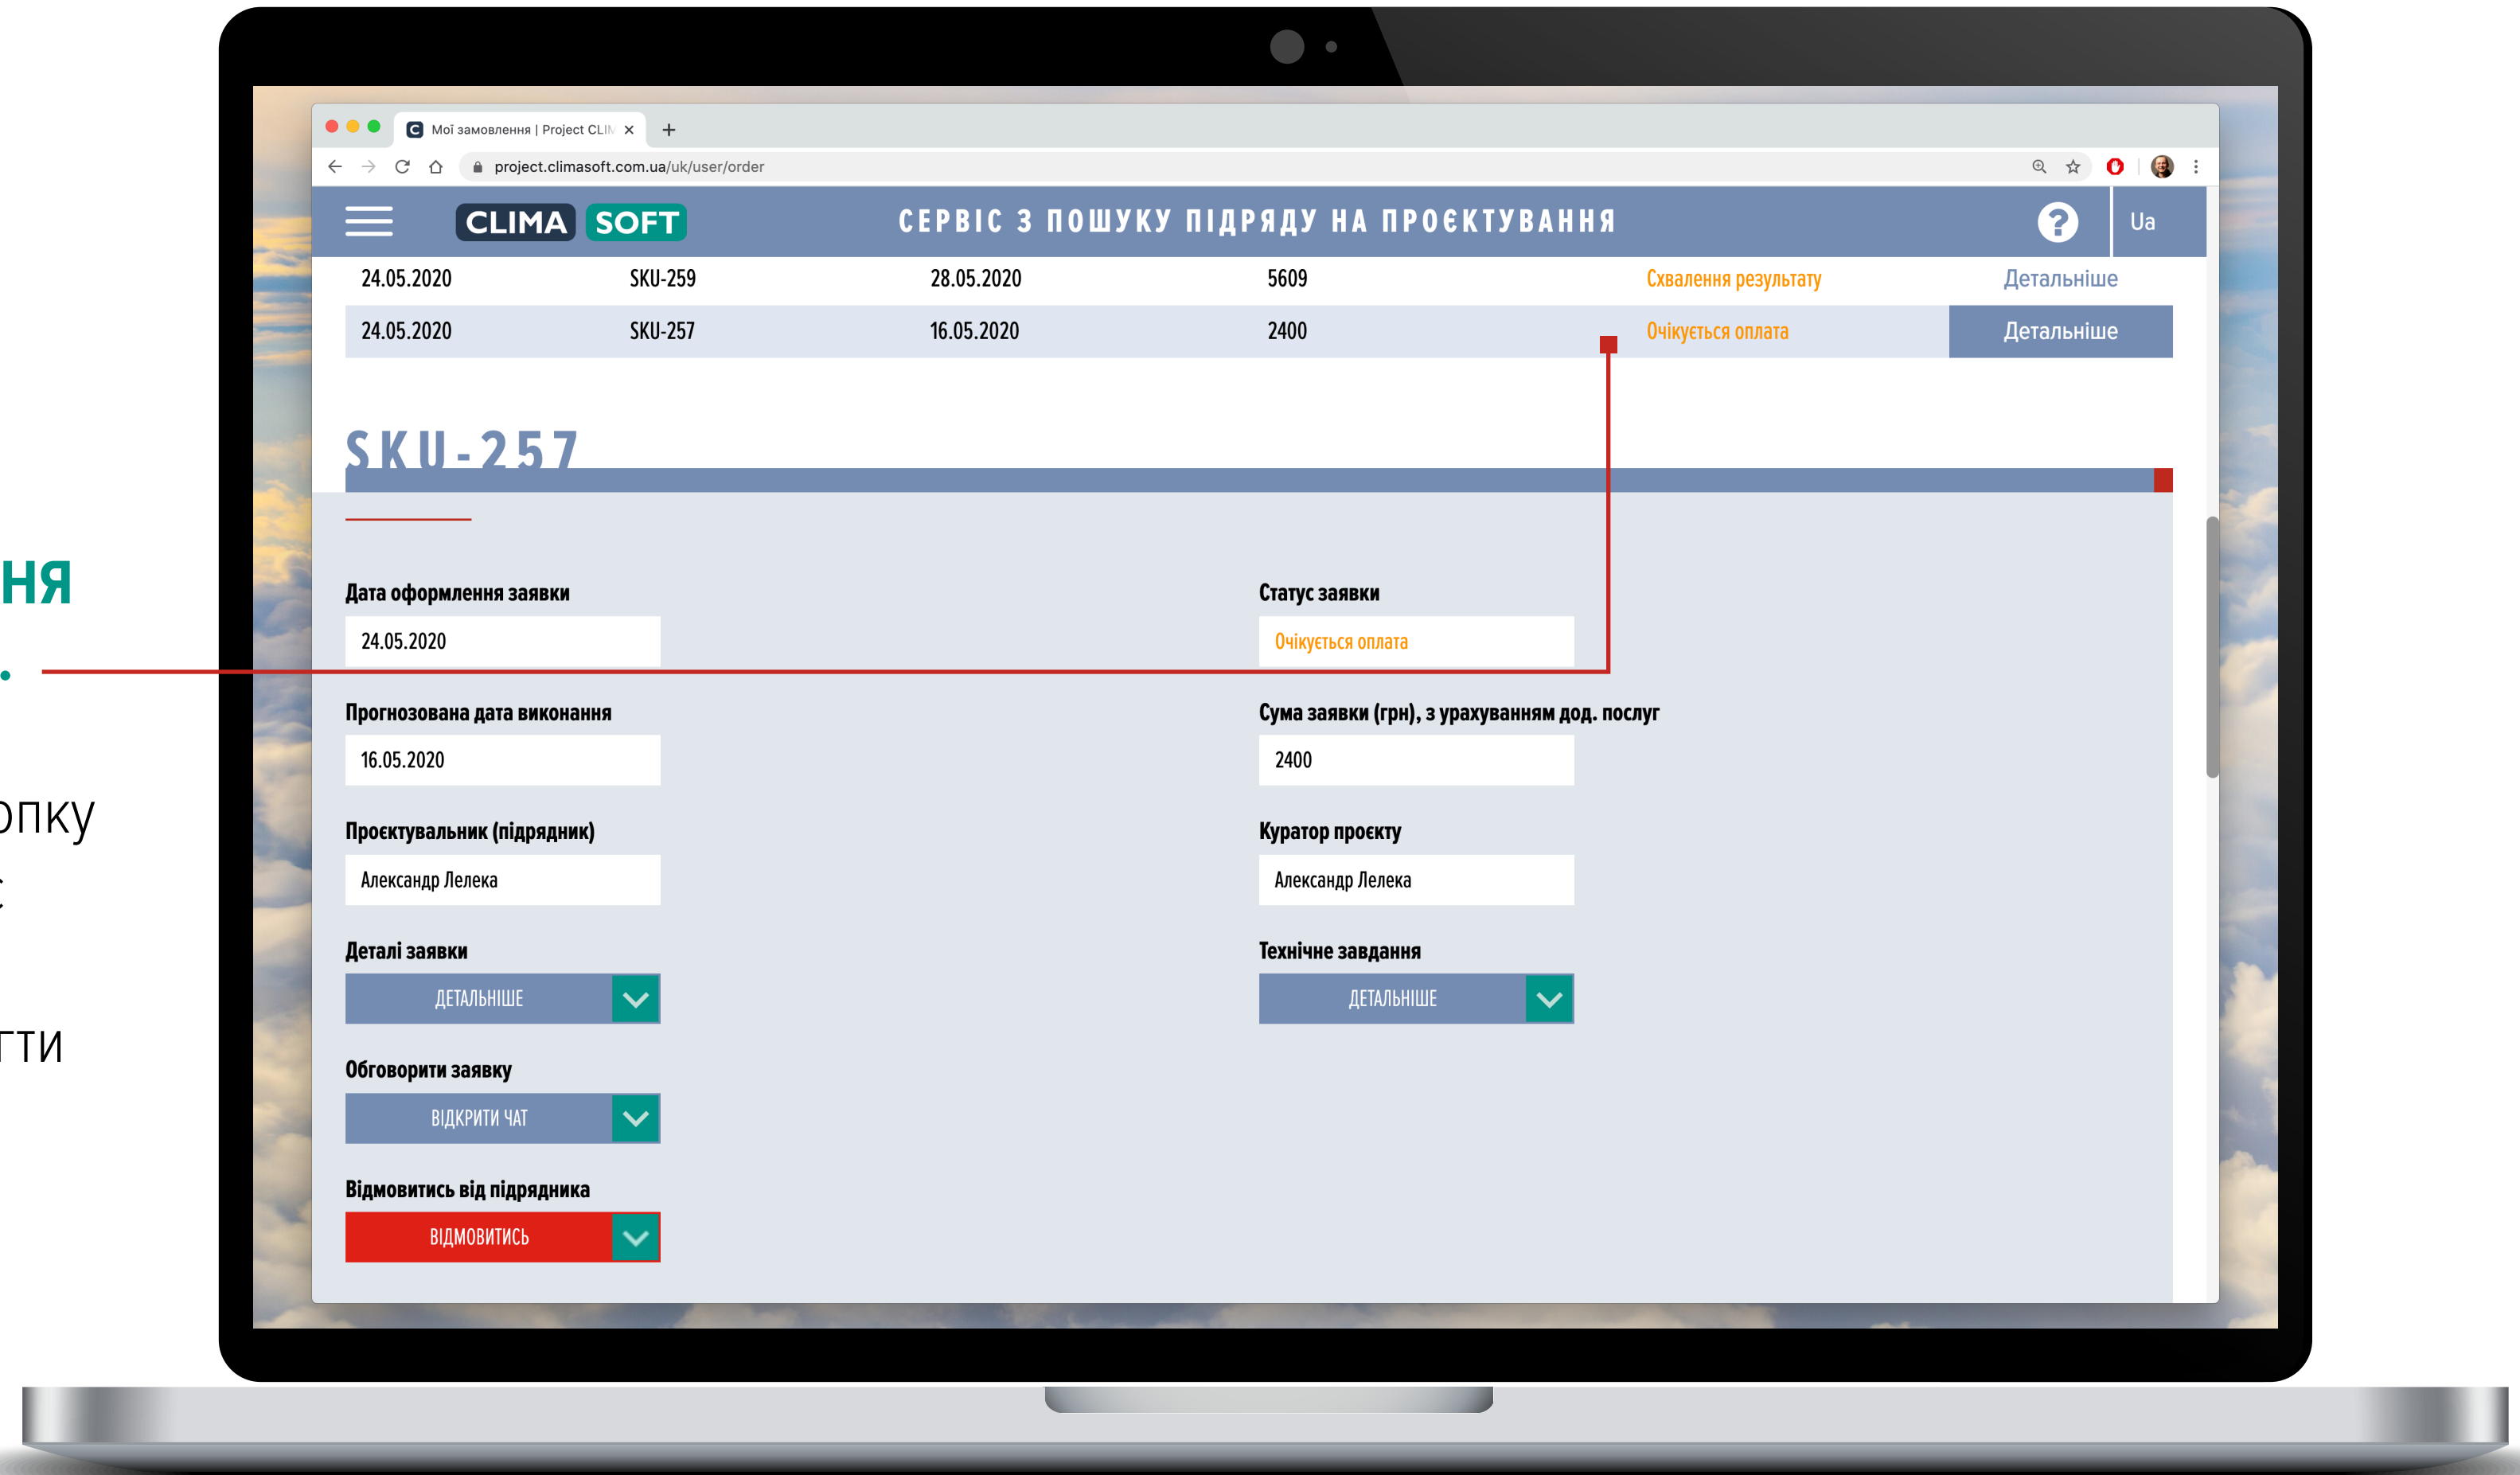 Мої замовлення | Project CLIM
project.climasoft.com.ua/uk/user/order
CLIMA SOFT СЕРВІС З ПОШУКУ ПІДРЯДУ НА ПРОЄКТУВАННЯ ? Ua
24.05.2020 SKU-259 28.05.2020 5609 Схвалення результату Детальніше
24.05.2020 SKU-257 16.05.2020 2400 Очікується оплата Детальніше
SKU-257
Дата оформлення заявки Статус заявки
24.05.2020 Очікується оплата
Прогнозована дата виконання Сума заявки (грн), з урахуванням дод. послуг
16.05.2020 2400
Проєктувальник (підрядник) Куратор проєкту
Александр Лелека Александр Лелека
Деталі заявки Технічне завдання
ДЕТАЛЬНІШЕ ДЕТАЛЬНІШЕ
Обговорити заявку
ВІДКРИТИ ЧАТ
Відмовитись від підрядника
ВІДМОВИТИСЬ